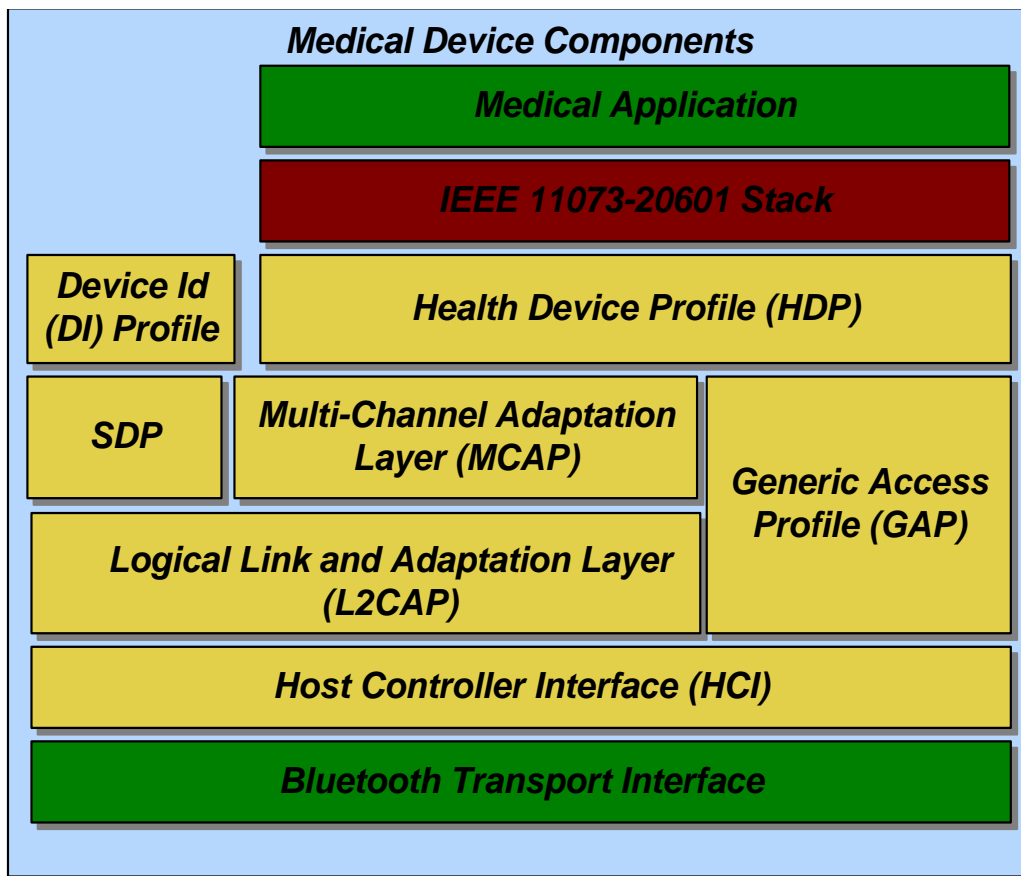 Medical Device Components
Medical Application
IEEE 11073-20601 Stack
Device Id
(DI) Profile
Health Device Profile (HDP)
SDP
Multi-Channel Adaptation
Layer (MCAP)
Generic Access
Profile (GAP)
Logical Link and Adaptation Layer
(L2CAP)
Host Controller Interface (HCI)
Bluetooth Transport Interface